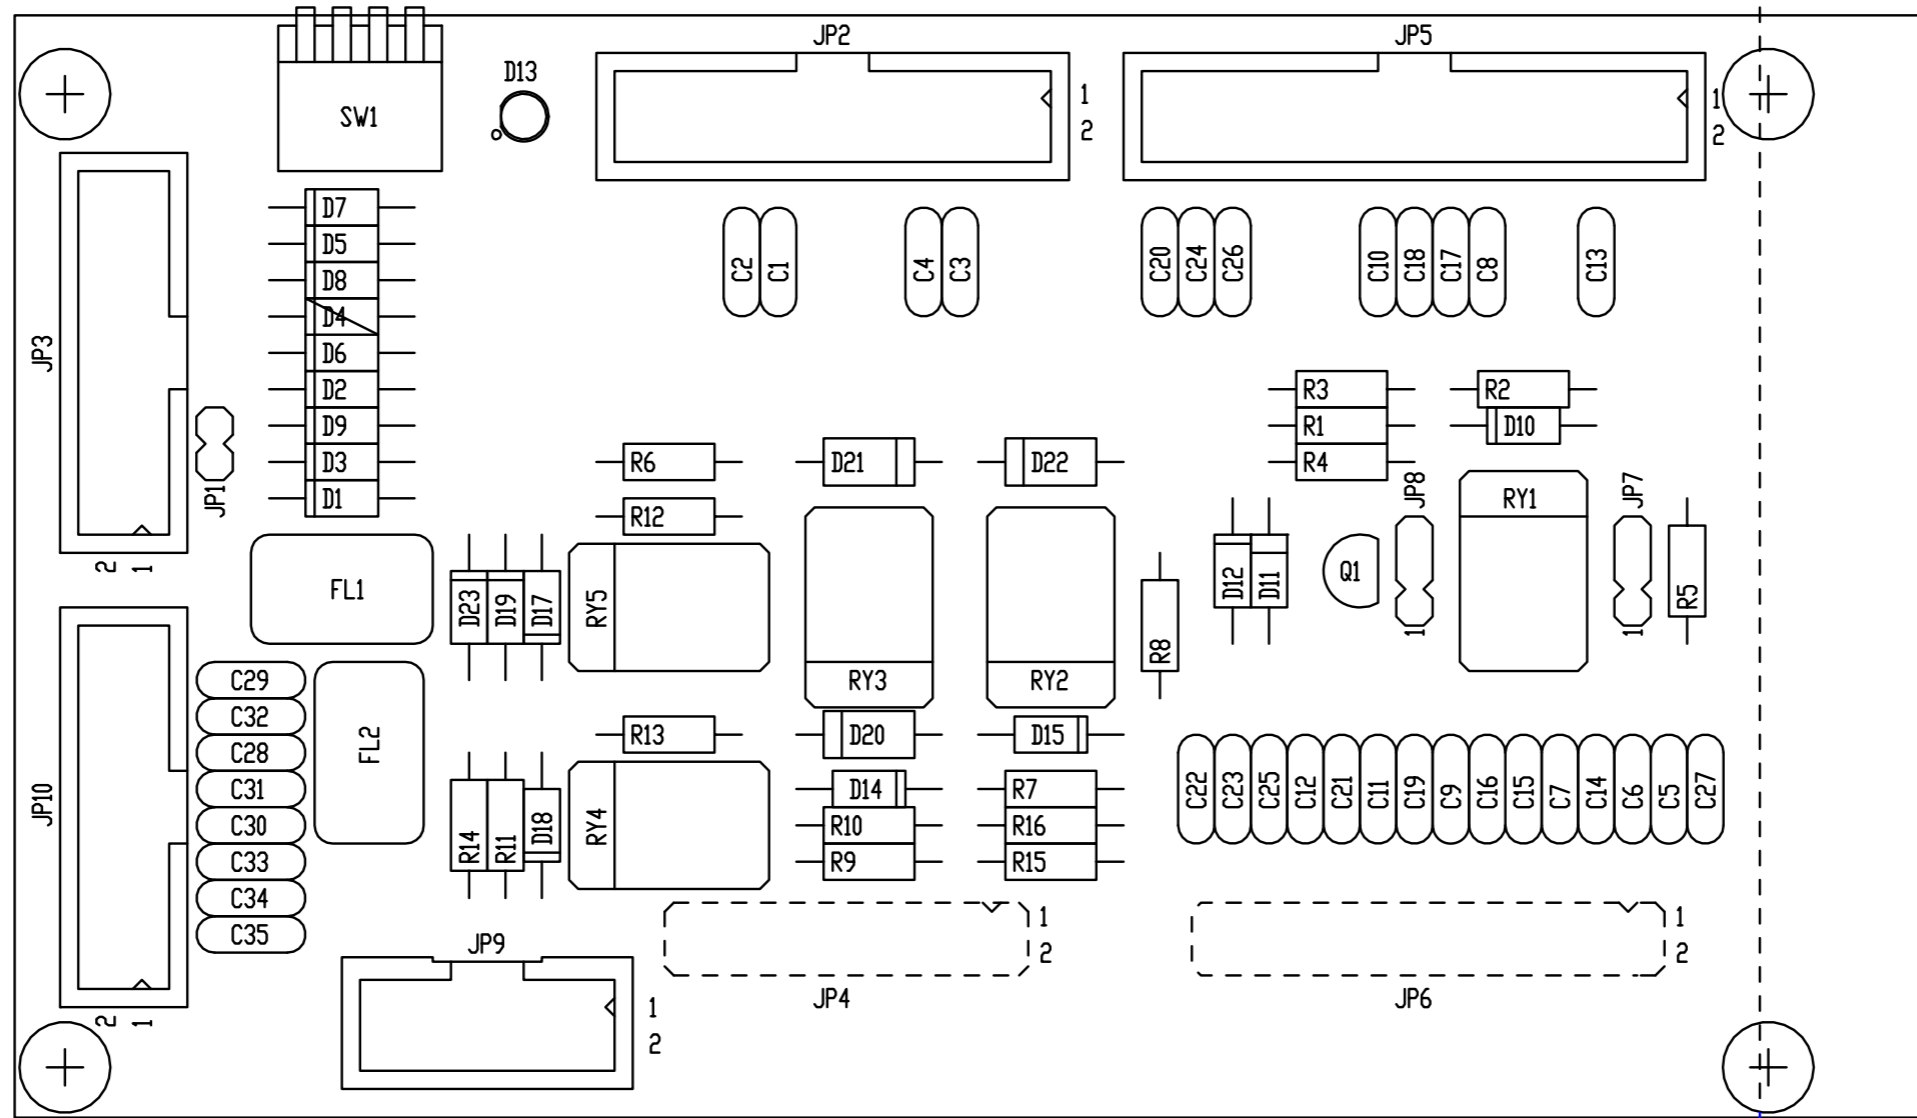 JP2
JP5
D13
SW1
1
2
1
2
D7
D5
D8
D4
D6
D2
D9
D3
D1
C2
C1
C4
C3
C20
C24
C26
C10
C18
C17
C8
C13
JP3
JP1
2
1
R3
R1
R4
R2
D10
R6
D21
D22
R12
JP8
RY1
JP7
FL1
D23
D19
D17
RY5
RY3
RY2
R8
D12
D11
Q1
1
1
R5
C29
C32
C28
C31
C30
C33
C34
C35
FL2
JP10
2
1
R13
D20
D15
R14
R11
D18
RY4
D14
R10
R9
R7
R16
R15
C22
C23
C25
C12
C21
C11
C19
C9
C16
C15
C7
C14
C6
C5
C27
JP9
1
2
1
2
JP4
1
2
JP6